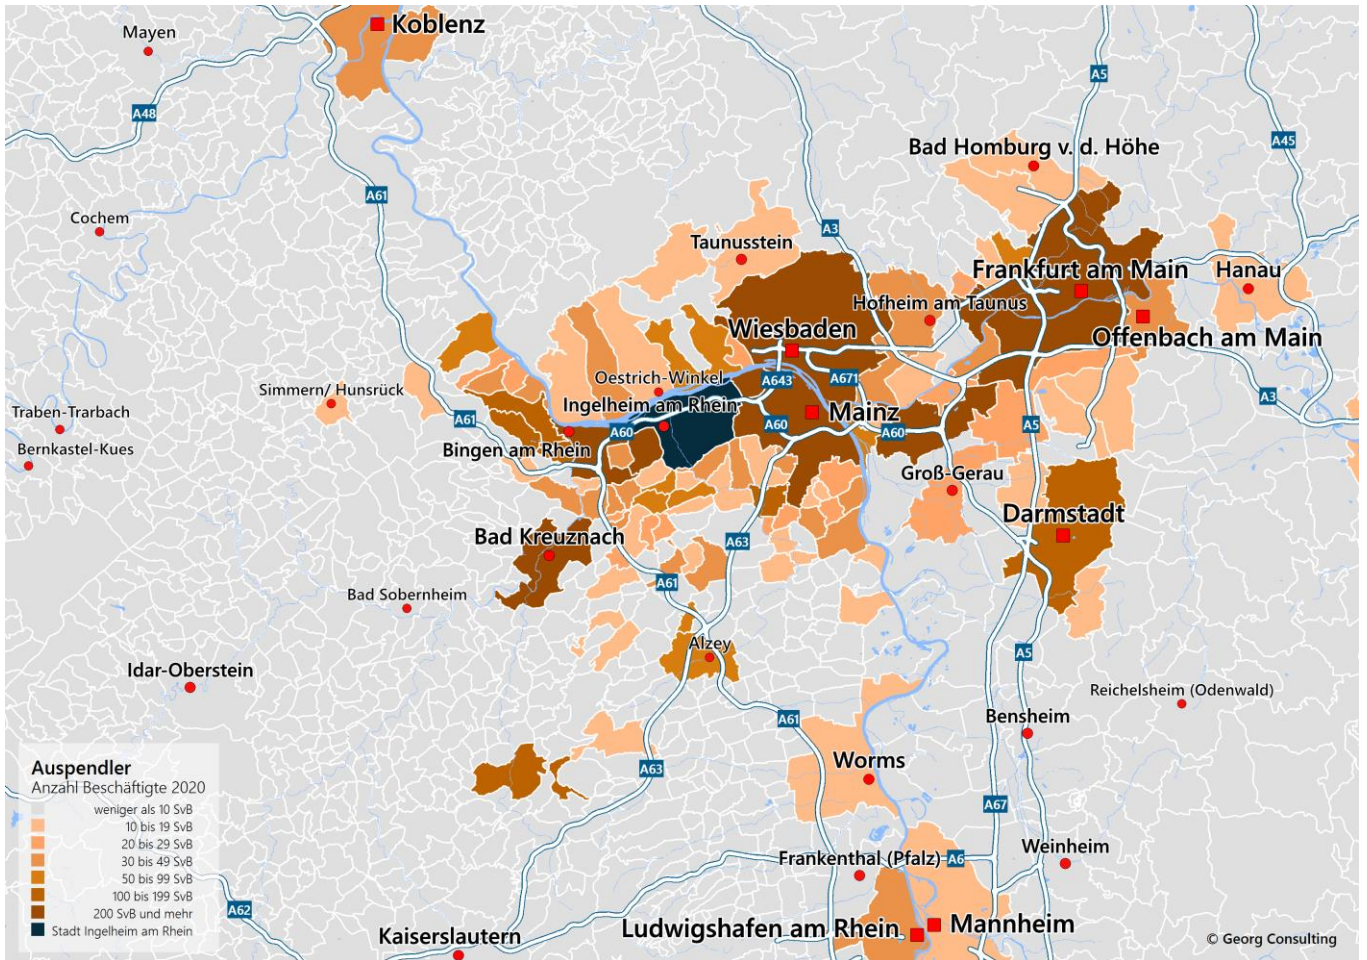 Koblenz
Mayen
A5
A48
A45
Bad Homburg v. d. Höhe
A61
Cochem
A3
Taunusstein
Frankfurt am Main
Hanau
Hofheim am Taunus
Wiesbaden
Offenbach am Main
Oestrich-Winkel
A643
A671
Simmern/ Hunsrück
A3
Ingelheim am Rhein
Mainz
Traben-Trarbach
A61
A60
A60
A60
A5
Bernkastel-Kues
Bingen am Rhein
Groß-Gerau
Darmstadt
Bad Kreuznach
A63
A61
Bad Sobernheim
Alzey
A5
Idar-Oberstein
Reichelsheim (Odenwald)
A61
Bensheim
Worms
A63
A67
Weinheim
Frankenthal (Pfalz)
A6
A62
Ludwigshafen am Rhein
Mannheim
Kaiserslautern
Auspendler
Anzahl Beschäftigte 2020
weniger als 10 SvB
10 bis 19 SvB
20 bis 29 SvB
30 bis 49 SvB
50 bis 99 SvB
100 bis 199 SvB
200 SvB und mehr
Stadt Ingelheim am Rhein
© Georg Consulting